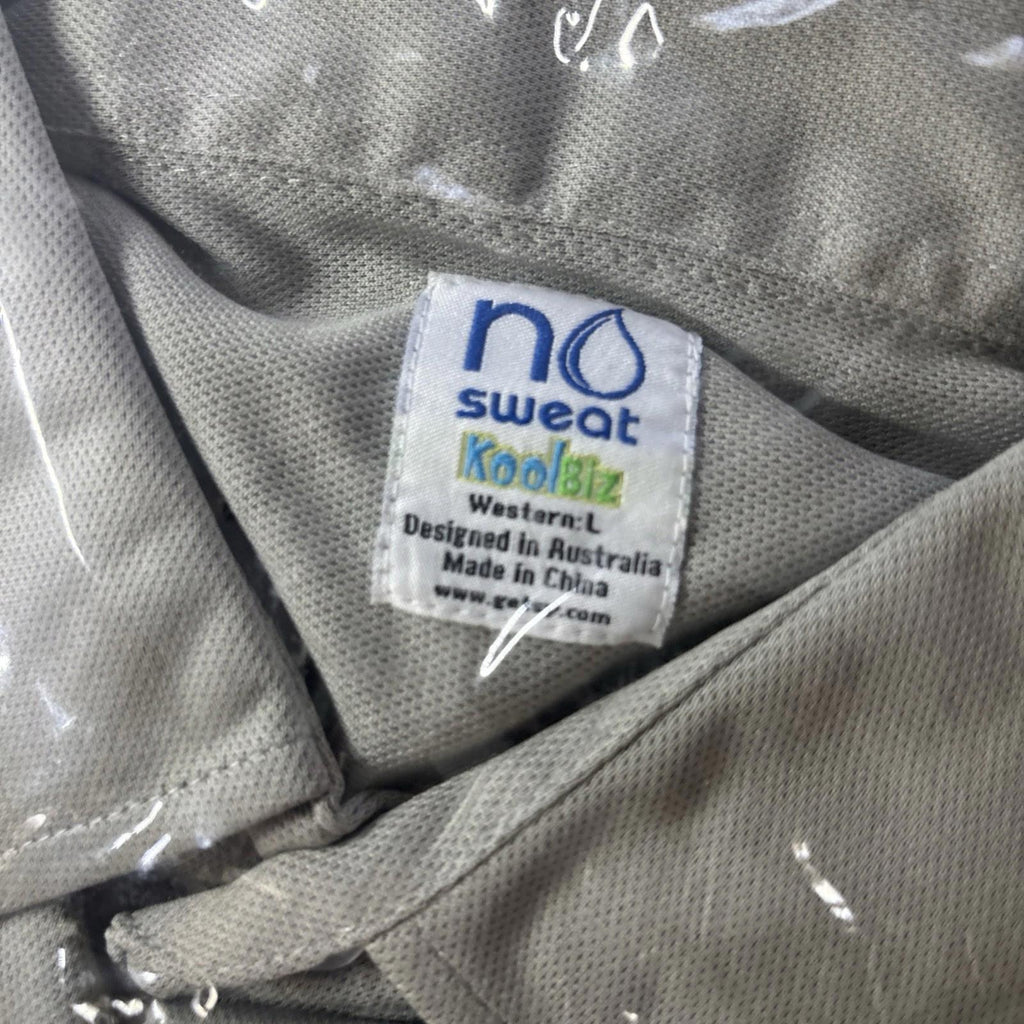 no
sweat
KoolBiz
Western: L
Designed in Australia
Made in China